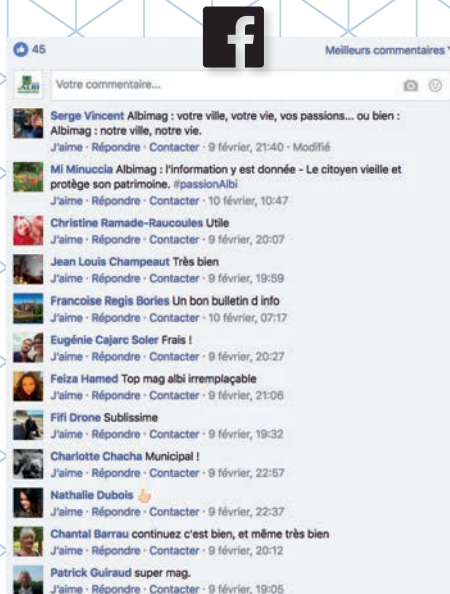 f
45
Meilleurs commentaires
ALBI
Votre commentaire...
Serge Vincent Albimag : votre ville, votre vie, vos passions... ou bien :
Albimag : notre ville, notre vie.
J'aime · Répondre · Contacter · 9 février, 21:40 · Modifié
Mi Minuccia Albimag : l'information y est donnée - Le citoyen vieille et
protège son patrimoine. #passionAlbi
J'aime · Répondre · Contacter · 10 février, 10:47
Christine Ramade-Raucoules Utile
J'aime · Répondre · Contacter · 9 février, 20:07
Jean Louis Champeaut Très bien
J'aime · Répondre · Contacter · 9 février, 19:59
Francoise Regis Bories Un bon bulletin d info
J'aime · Répondre · Contacter · 10 février, 07:17
Eugénie Cajarc Soler Frais !
J'aime · Répondre · Contacter · 9 février, 20:27
Feiza Hamed Top mag albi irremplaçable
J'aime · Répondre · Contacter · 9 février, 21:06
Fifi Drone Sublissime
J'aime · Répondre · Contacter · 9 février, 19:32
Charlotte Chacha Municipal !
J'aime · Répondre · Contacter · 9 février, 22:57
Nathalie Dubois 👍
J'aime · Répondre · Contacter · 9 février, 22:37
Chantal Barrau continuez c'est bien, et même très bien
J'aime · Répondre · Contacter · 9 février, 20:12
Patrick Guiraud super mag.
J'aime · Répondre · Contacter · 9 février, 19:05